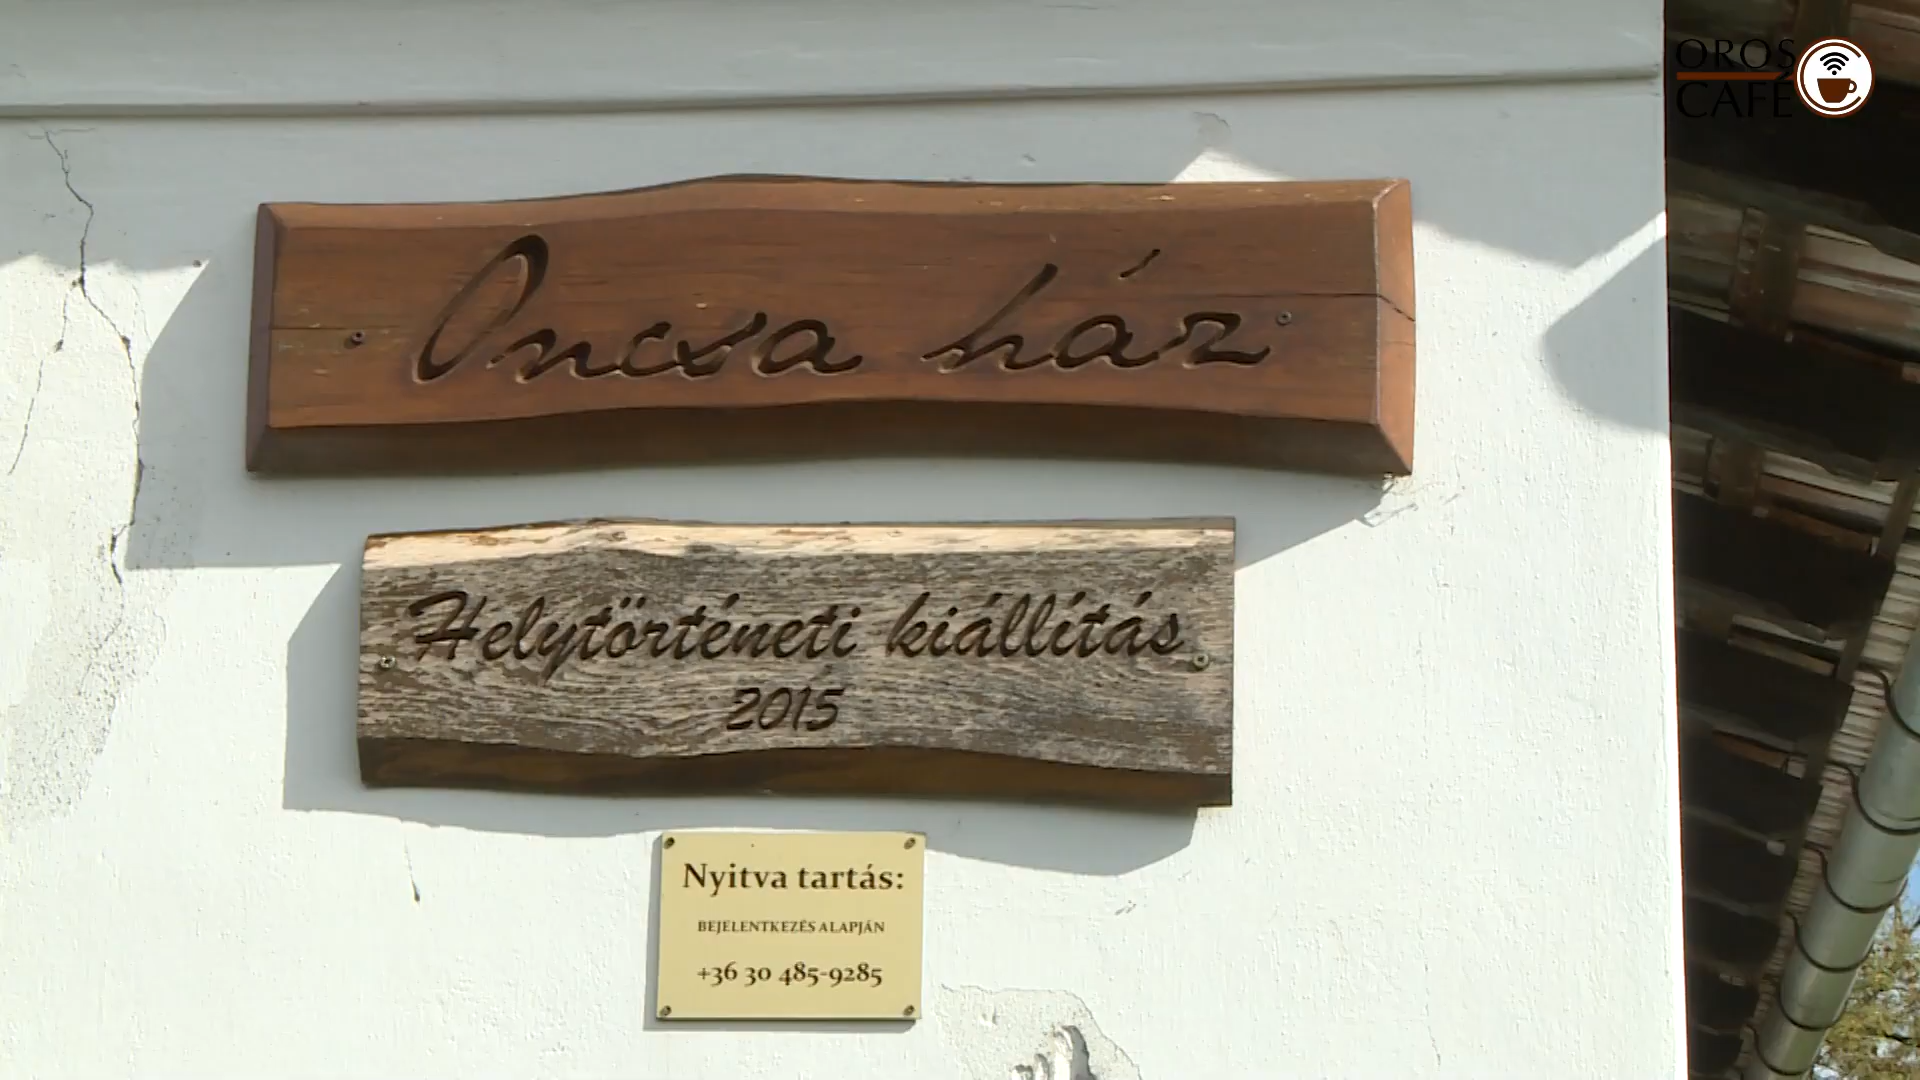 OROS
CAFÉ
Oncsa ház
Helytörténeti kiállítás
2015
Nyitva tartás:
BEJELENTKEZÉS ALAPJÁN
+36 30 485-9285